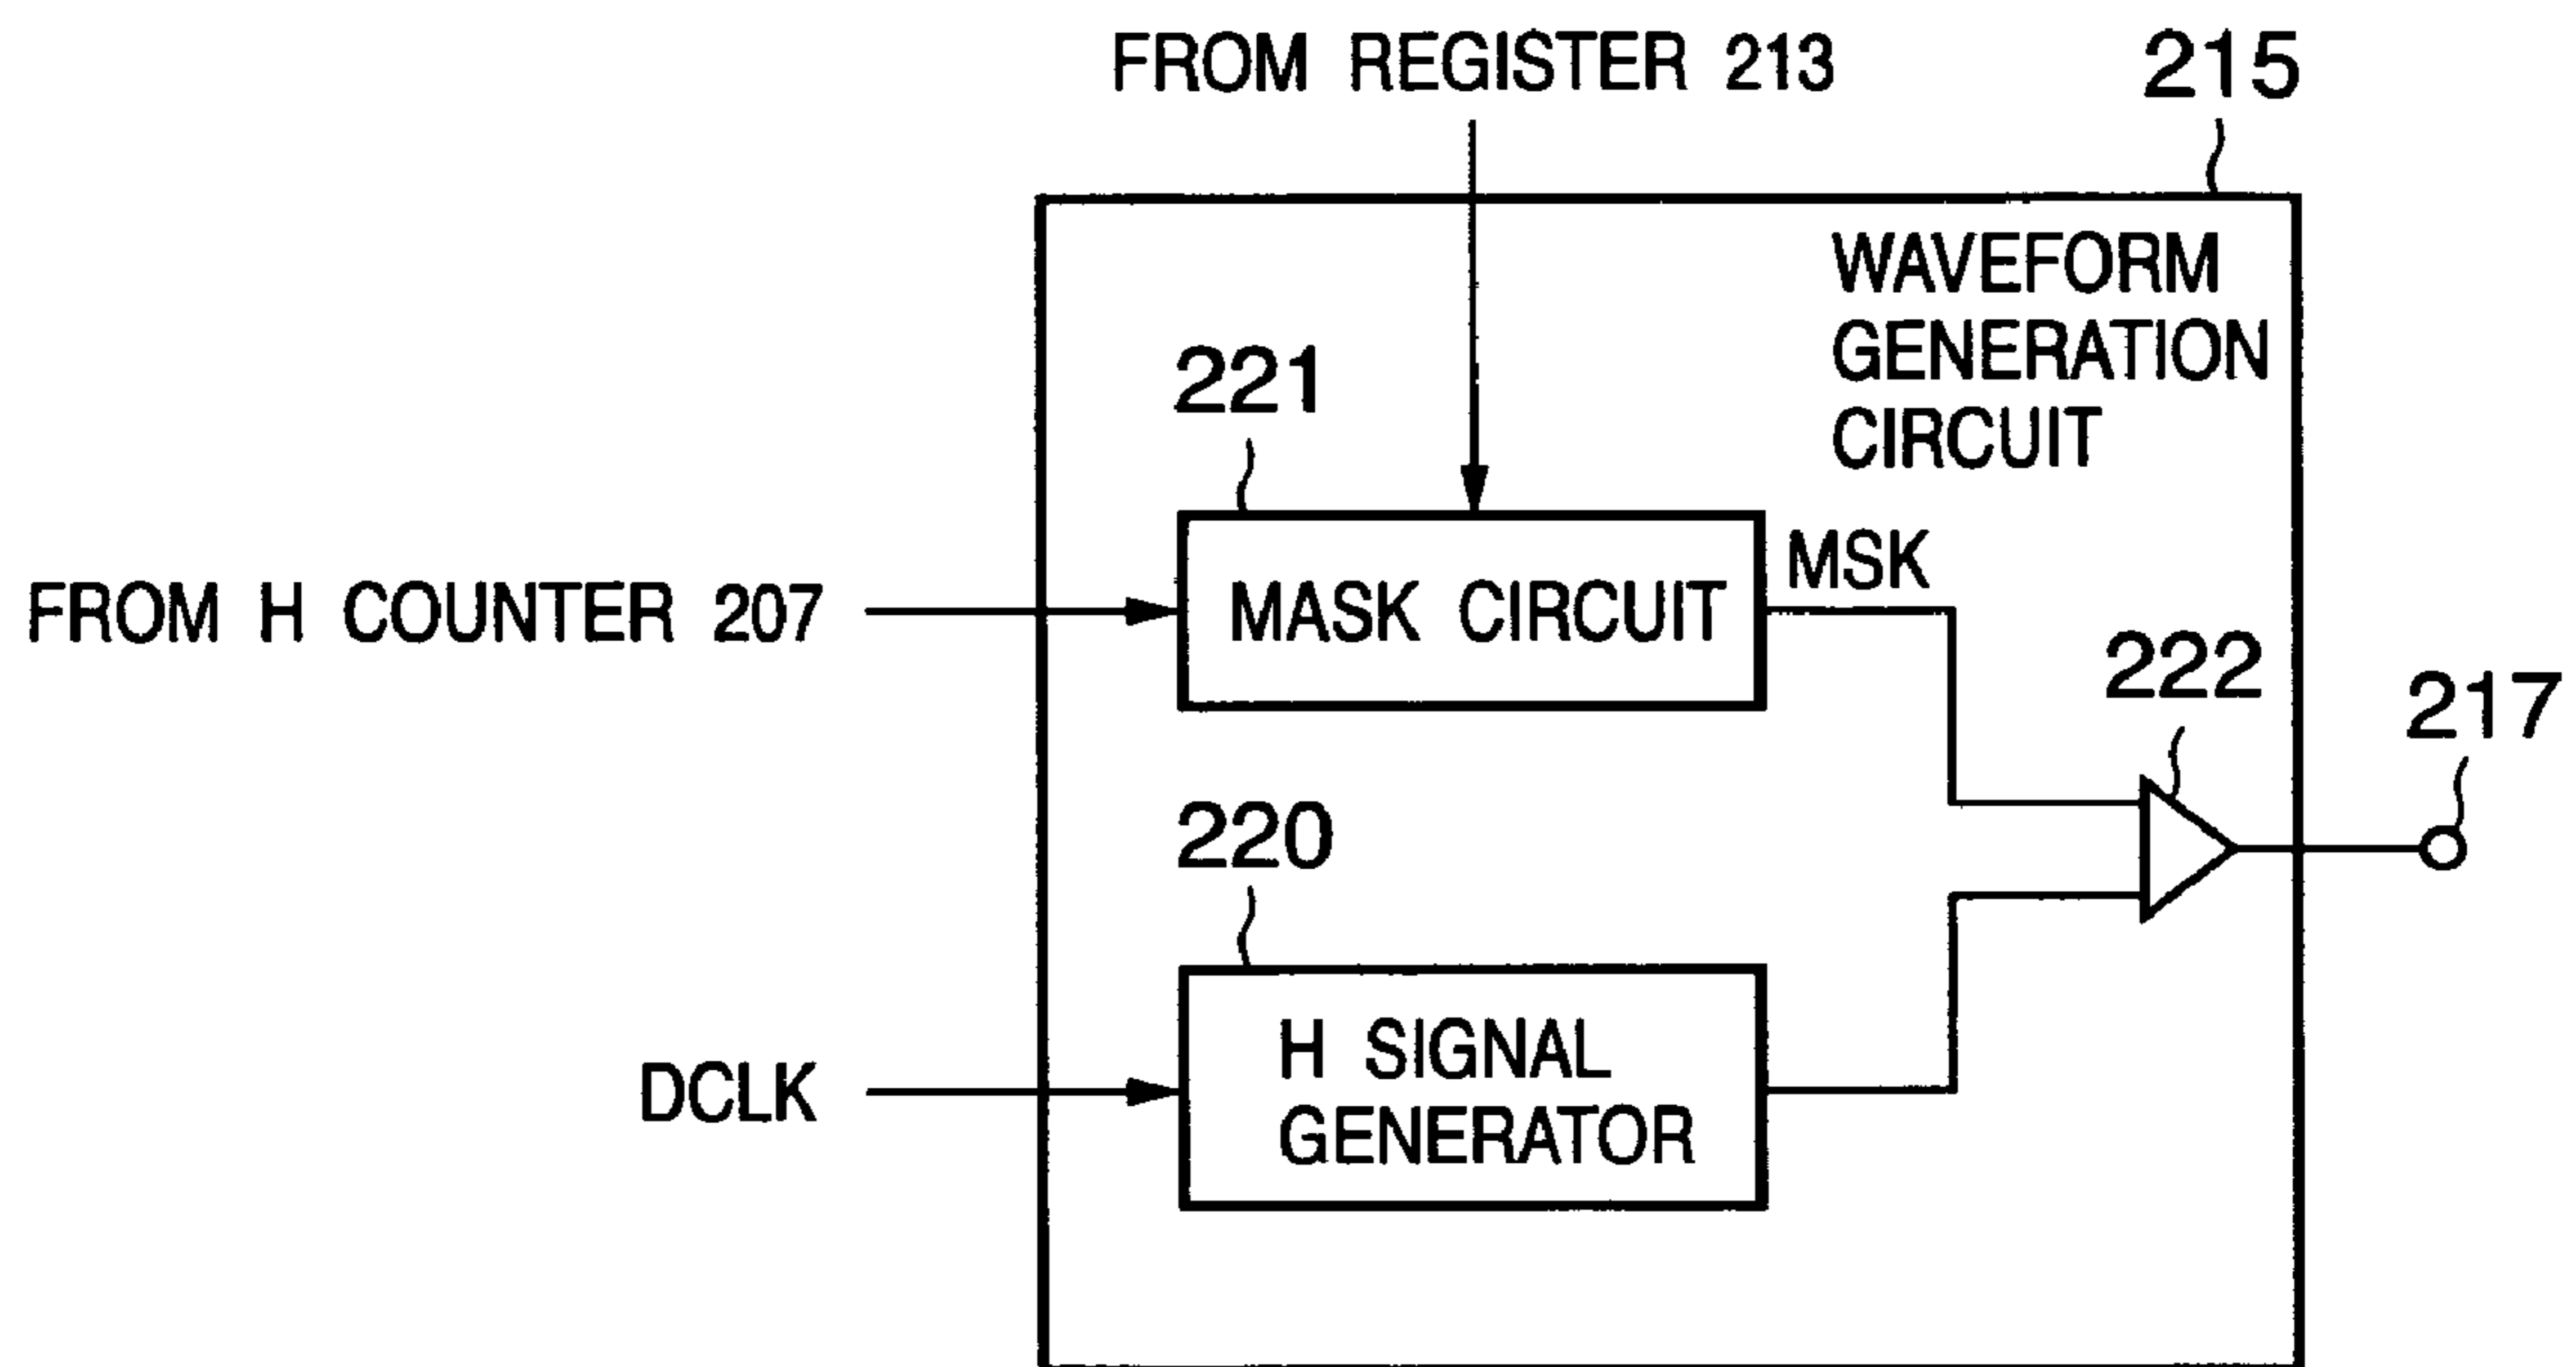 FROM REGISTER 213
215
WAVEFORM
GENERATION
CIRCUIT
221
FROM H COUNTER 207
MASK CIRCUIT
MSK
222
217
220
DCLK
H SIGNAL
GENERATOR